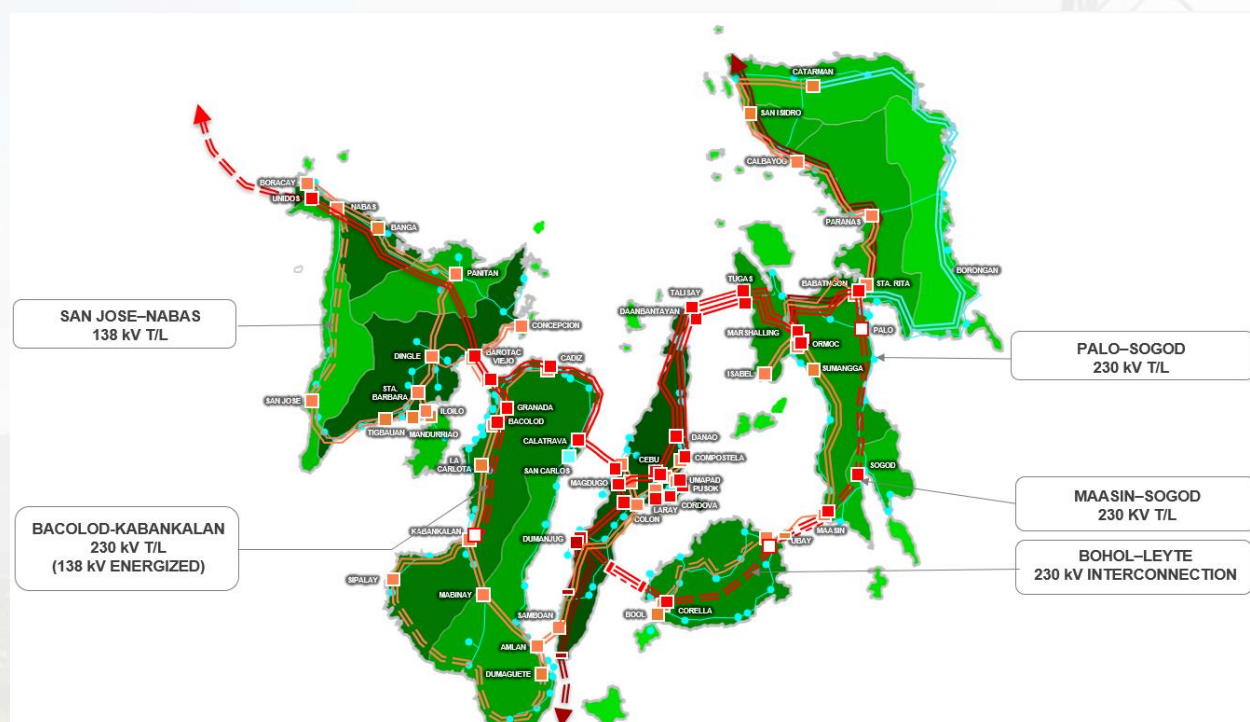 CATARMAN
SAN ISIDRO
CALBAYOG
PARANAS
BORONGAN
BORACAY
UNIDOS
NABAS
BANGA
PANITAN
CONCEPCION
SAN JOSE–NABAS
138 kV T/L
DINGLE
BAROTAC
VIEJO
CADIZ
STA.
BARBARA
SAN JOSE
ILOILO
TIGBAUAN
MANDURRIAO
GRANADA
BACOLOD
CALATRAVA
SAN CARLOS
LA
CARLOTA
TALISAY
DAANBANTAYAN
TUGAS
BABATNGON
STA. RITA
MARSHALLING
ORMOC
PALO
ISABEL
SUMANGGA
PALO–SOGOD
230 kV T/L
DANAO
COMPOSTELA
CEBU
UMAPAD
PUSOK
MAGDUGO
LARAY
CORDOVA
COLON
SOGOD
MAASIN
MAASIN–SOGOD
230 KV T/L
BACOLOD-KABANKALAN
230 kV T/L
(138 kV ENERGIZED)
KABANKALAN
DUMANJUG
UBAY
BOHOL–LEYTE
230 kV INTERCONNECTION
SIPALAY
MABINAY
SAMBOAN
BOOL
CORELLA
AMLAN
DUMAGUETE